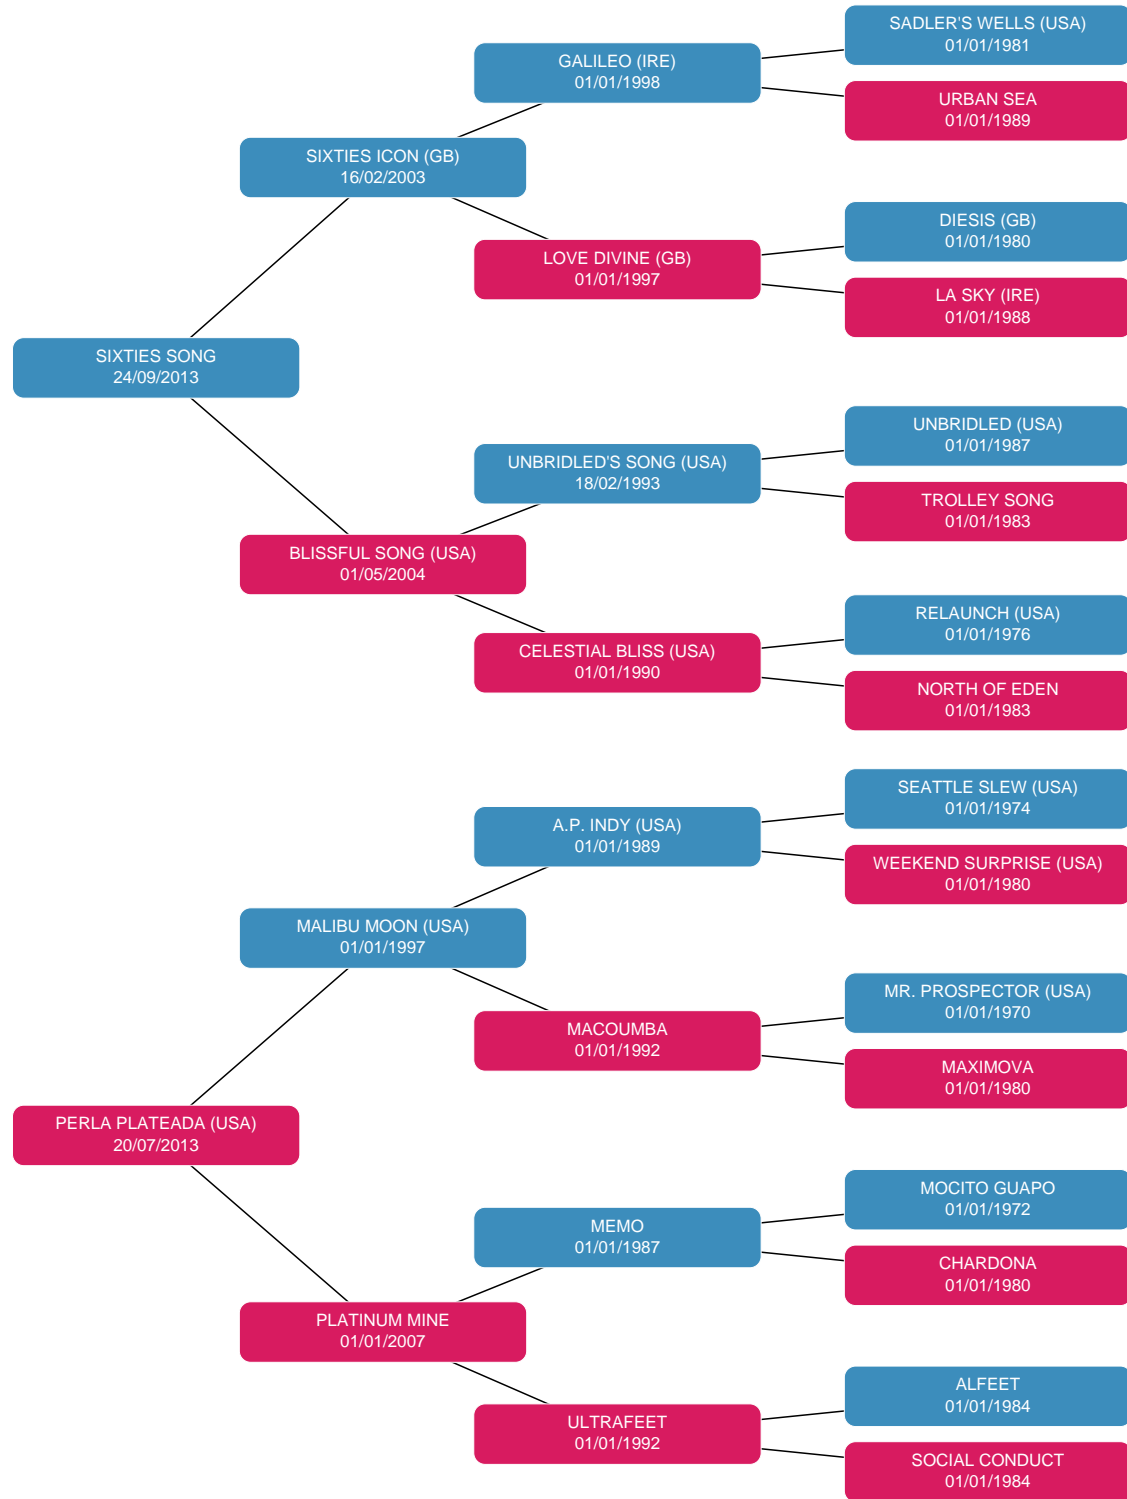 SADLER'S WELLS (USA)
01/01/1981
GALILEO (IRE)
01/01/1998
URBAN SEA
01/01/1989
SIXTIES ICON (GB)
16/02/2003
DIESIS (GB)
01/01/1980
LOVE DIVINE (GB)
01/01/1997
LA SKY (IRE)
01/01/1988
SIXTIES SONG
24/09/2013
UNBRIDLED (USA)
01/01/1987
UNBRIDLED'S SONG (USA)
18/02/1993
TROLLEY SONG
01/01/1983
BLISSFUL SONG (USA)
01/05/2004
RELAUNCH (USA)
01/01/1976
CELESTIAL BLISS (USA)
01/01/1990
NORTH OF EDEN
01/01/1983
SEATTLE SLEW (USA)
01/01/1974
A.P. INDY (USA)
01/01/1989
WEEKEND SURPRISE (USA)
01/01/1980
MALIBU MOON (USA)
01/01/1997
MR. PROSPECTOR (USA)
01/01/1970
MACOUMBA
01/01/1992
MAXIMOVA
01/01/1980
PERLA PLATEADA (USA)
20/07/2013
MOCITO GUAPO
01/01/1972
MEMO
01/01/1987
CHARDONA
01/01/1980
PLATINUM MINE
01/01/2007
ALFEET
01/01/1984
ULTRAFEET
01/01/1992
SOCIAL CONDUCT
01/01/1984